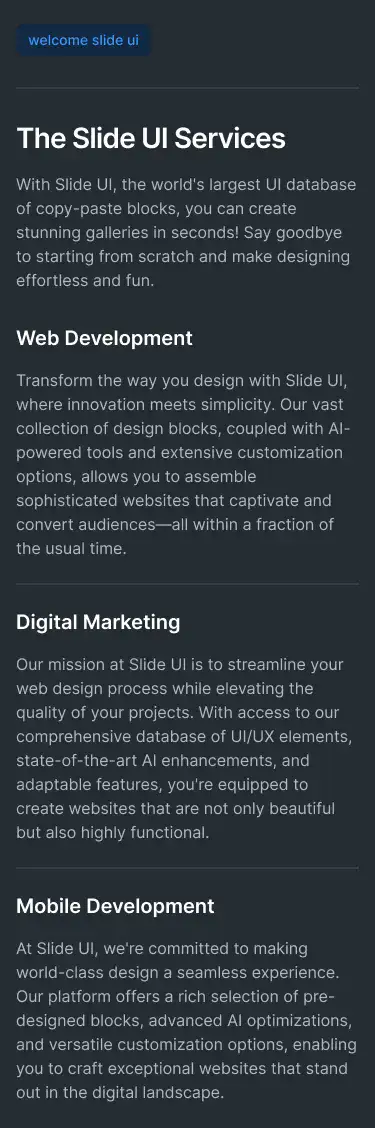 welcome slide ui
The Slide UI Services
With Slide UI, the world's largest UI database
of copy-paste blocks, you can create
stunning galleries in seconds! Say goodbye
to starting from scratch and make designing
effortless and fun.
Web Development
Transform the way you design with Slide UI,
where innovation meets simplicity. Our vast
collection of design blocks, coupled with AI-
powered tools and extensive customization
options, allows you to assemble
sophisticated websites that captivate and
convert audiences—all within a fraction of
the usual time.
Digital Marketing
Our mission at Slide UI is to streamline your
web design process while elevating the
quality of your projects. With access to our
comprehensive database of UI/UX elements,
state-of-the-art AI enhancements, and
adaptable features, you're equipped to
create websites that are not only beautiful
but also highly functional.
Mobile Development
At Slide UI, we're committed to making
world-class design a seamless experience.
Our platform offers a rich selection of pre-
designed blocks, advanced AI optimizations,
and versatile customization options, enabling
you to craft exceptional websites that stand
out in the digital landscape.